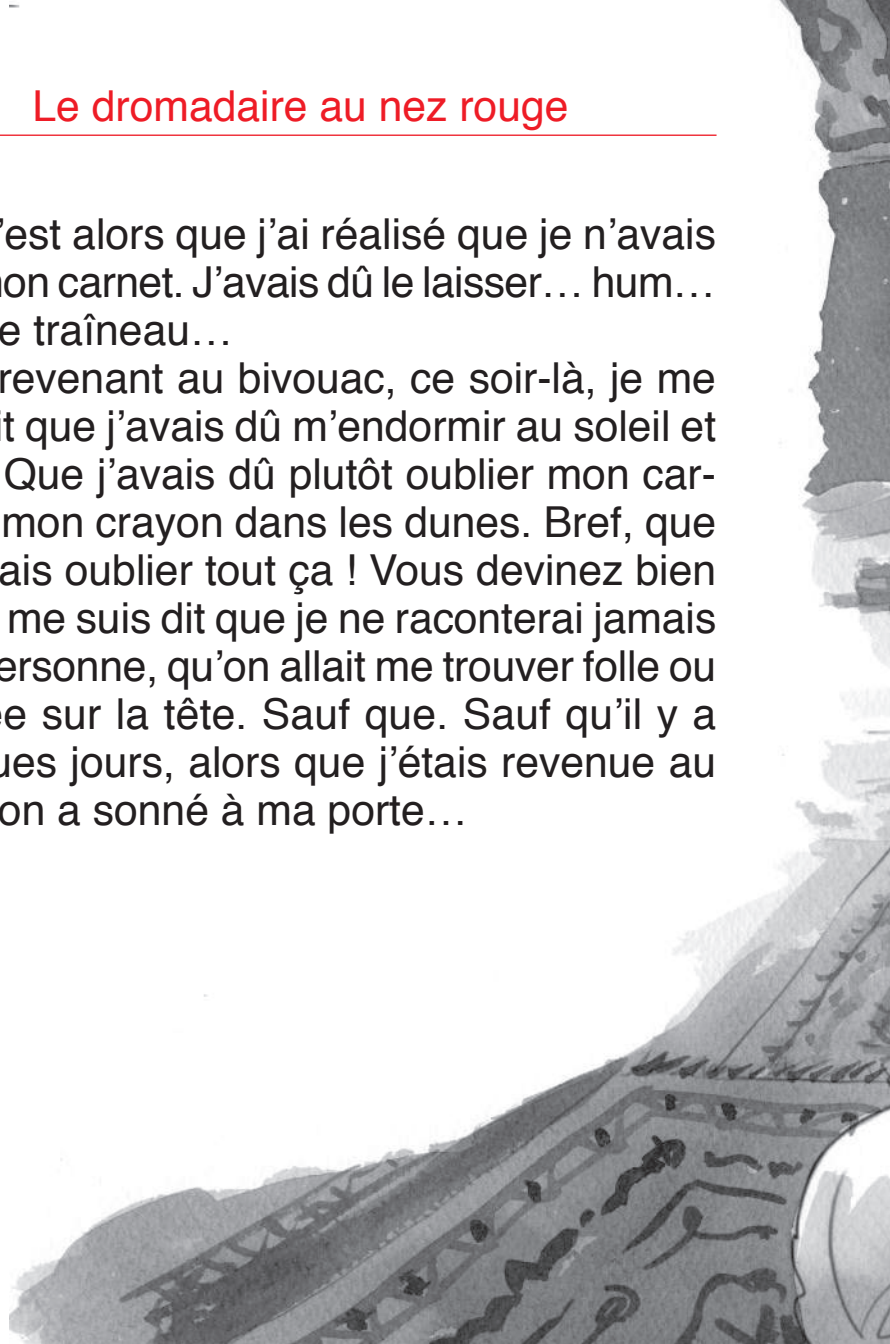 Le dromadaire au nez rouge
’est alors que j’ai réalisé que je n’avais
on carnet. J’avais dû le laisser… hum…
e traîneau…
revenant au bivouac, ce soir-là, je me
it que j’avais dû m’endormir au soleil et
Que j’avais dû plutôt oublier mon car-
mon crayon dans les dunes. Bref, que
ais oublier tout ça ! Vous devinez bien
me suis dit que je ne raconterai jamais
ersonne, qu’on allait me trouver folle ou
e sur la tête. Sauf que. Sauf qu’il y a
ues jours, alors que j’étais revenue au
on a sonné à ma porte…